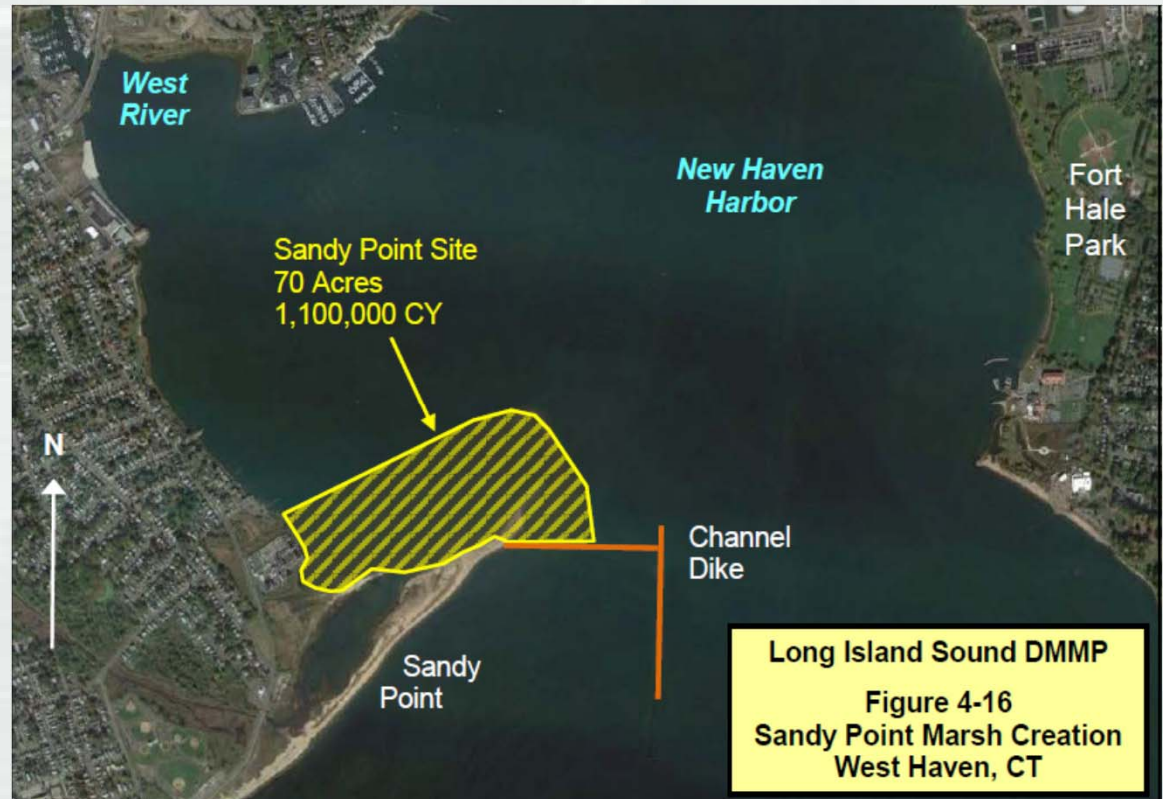 West
River
New Haven
Harbor
Fort
Hale
Park
Sandy Point Site
70 Acres
1,100,000 CY
N
Channel
Dike
Sandy
Point
Long Island Sound DMMP
Figure 4-16
Sandy Point Marsh Creation
West Haven, CT